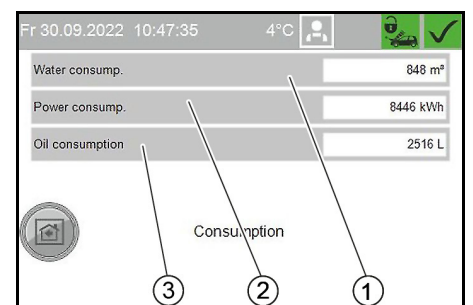 Fr 30.09.2022 10:47:35 4°C
Water consump. 848 m³
Power consump. 8446 kWh
Oil consumption 2516 L
Consumption
3 2 1